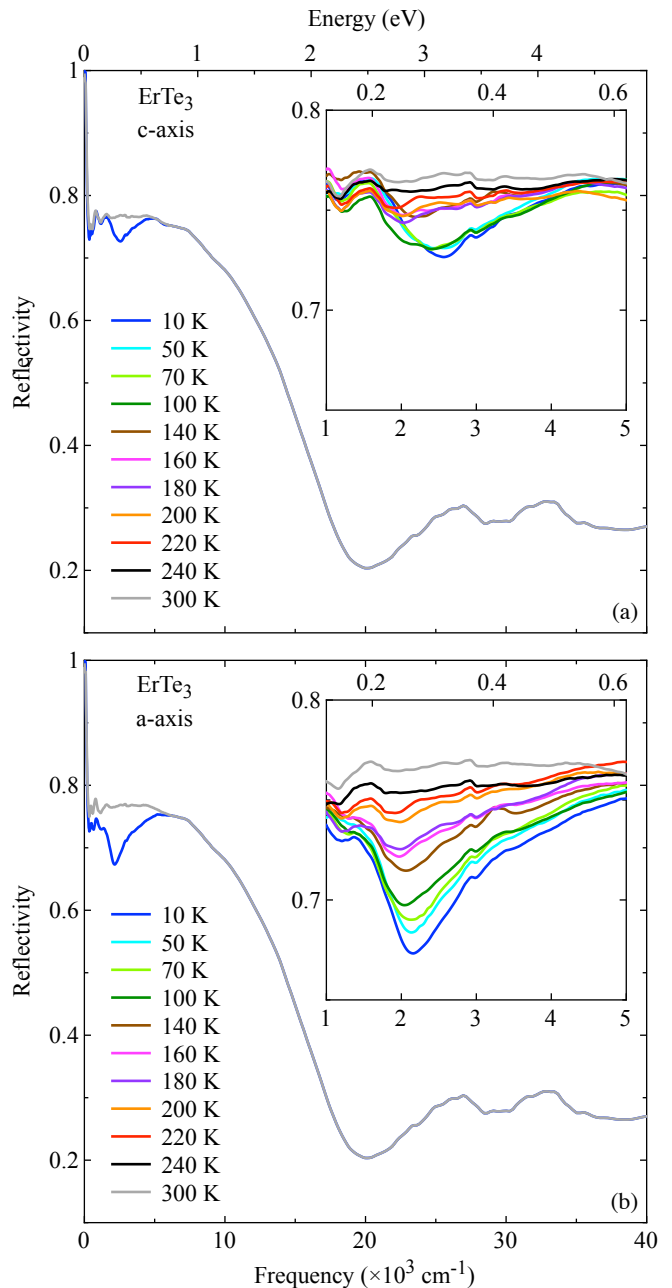 Energy (eV)
0 1 2 3 4
1
0.8
0.6
0.4
0.2
Reflectivity
ErTe3
c-axis
10 K
50 K
70 K
100 K
140 K
160 K
180 K
200 K
220 K
240 K
300 K
0.2 0.4 0.6
0.8
0.7
1 2 3 4 5
(a)
1
0.8
0.6
0.4
0.2
Reflectivity
ErTe3
a-axis
10 K
50 K
70 K
100 K
140 K
160 K
180 K
200 K
220 K
240 K
300 K
0.2 0.4 0.6
0.8
0.7
1 2 3 4 5
(b)
0 10 20 30 40
Frequency (×10³ cm⁻¹)